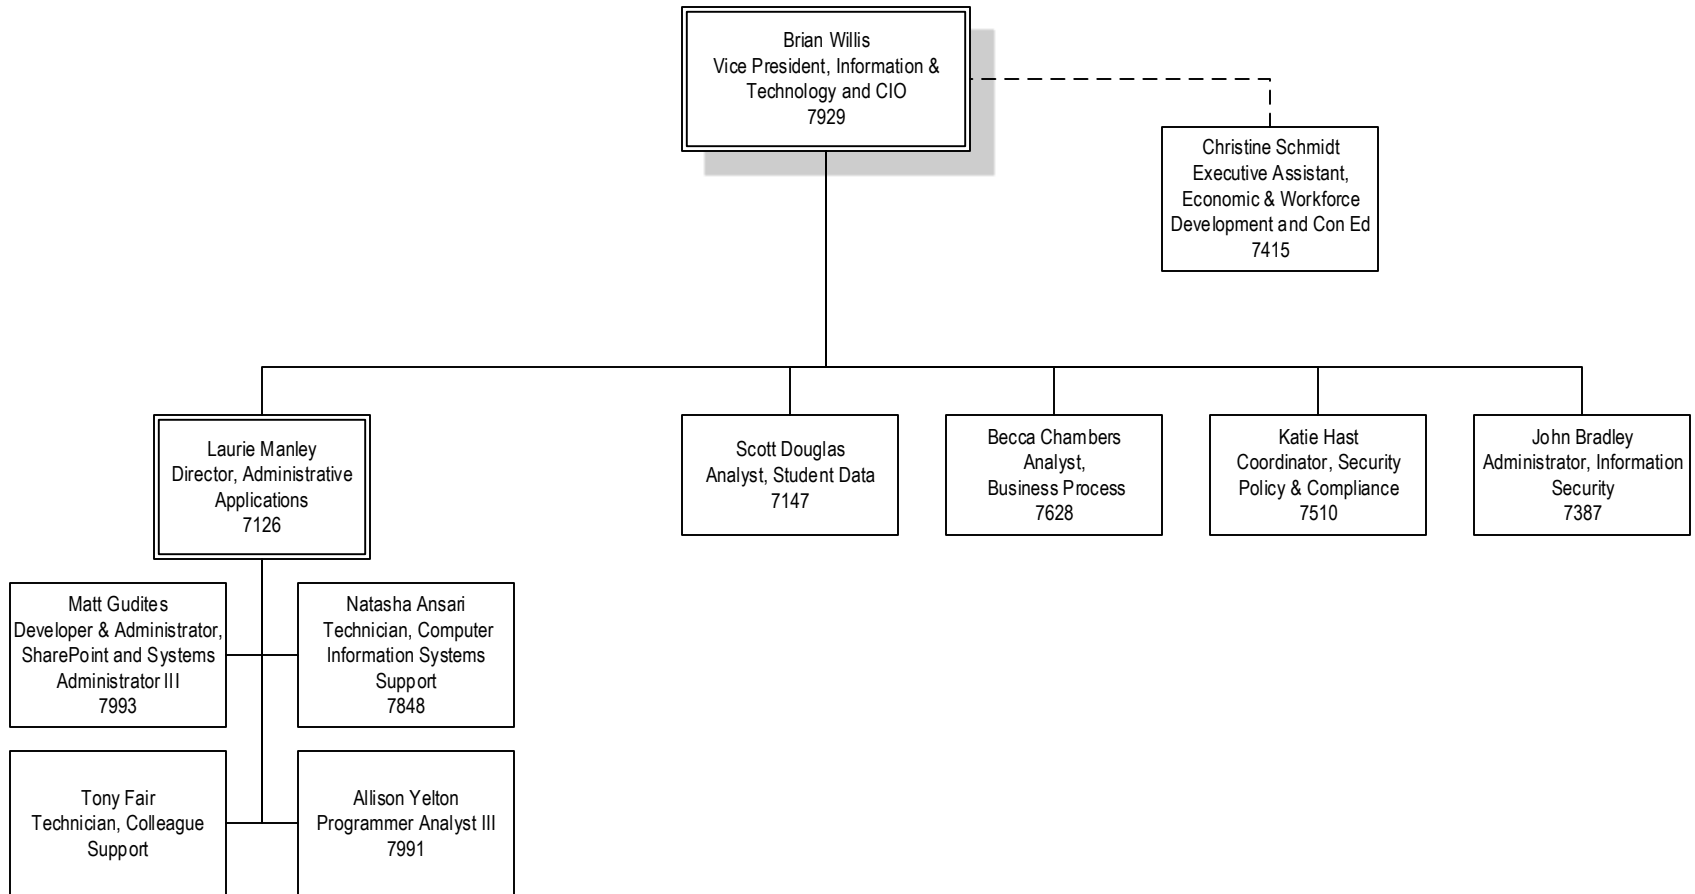 Brian Willis
Vice President, Information &
Technology and CIO
7929
Christine Schmidt
Executive Assistant,
Economic & Workforce
Development and Con Ed
7415
Laurie Manley
Director, Administrative
Applications
7126
Scott Douglas
Analyst, Student Data
7147
Becca Chambers
Analyst,
Business Process
7628
Katie Hast
Coordinator, Security
Policy & Compliance
7510
John Bradley
Administrator, Information
Security
7387
Matt Gudites
Developer & Administrator,
SharePoint and Systems
Administrator III
7993
Natasha Ansari
Technician, Computer
Information Systems
Support
7848
Tony Fair
Technician, Colleague
Support
Allison Yelton
Programmer Analyst III
7991